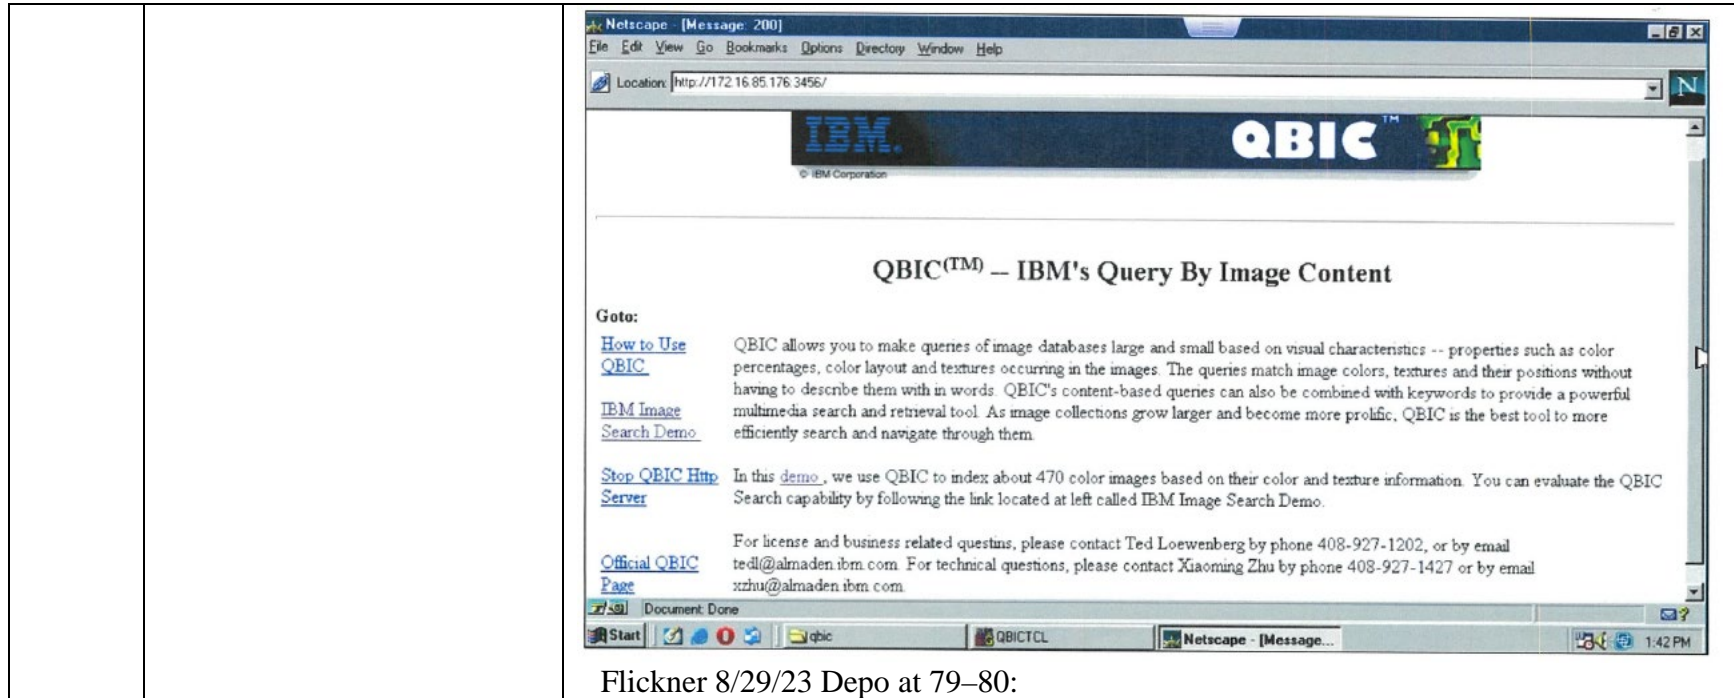 Netscape - [Message: 200]
File Edit View Go Bookmarks Options Directory Window Help
Location: http://172.16.85.176:3456/
N
IBM.
QBIC™
© IBM Corporation
QBIC(TM) -- IBM's Query By Image Content
Goto:
How to Use
QBIC
IBM Image
Search Demo
Stop QBIC Http
Server
Official QBIC
Page
QBIC allows you to make queries of image databases large and small based on visual characteristics -- properties such as color
percentages, color layout and textures occurring in the images. The queries match image colors, textures and their positions without
having to describe them with in words. QBIC's content-based queries can also be combined with keywords to provide a powerful
multimedia search and retrieval tool. As image collections grow larger and become more prolific, QBIC is the best tool to more
efficiently search and navigate through them.
In this demo , we use QBIC to index about 470 color images based on their color and texture information. You can evaluate the QBIC
Search capability by following the link located at left called IBM Image Search Demo.
For license and business related questins, please contact Ted Loewenberg by phone 408-927-1202, or by email
tedl@almaden.ibm.com. For technical questions, please contact Xiaoming Zhu by phone 408-927-1427 or by email
xzhu@almaden.ibm.com.
Document: Done
Start qbic QBICTCL Netscape - [Message... 1:42 PM
Flickner 8/29/23 Depo at 79–80: